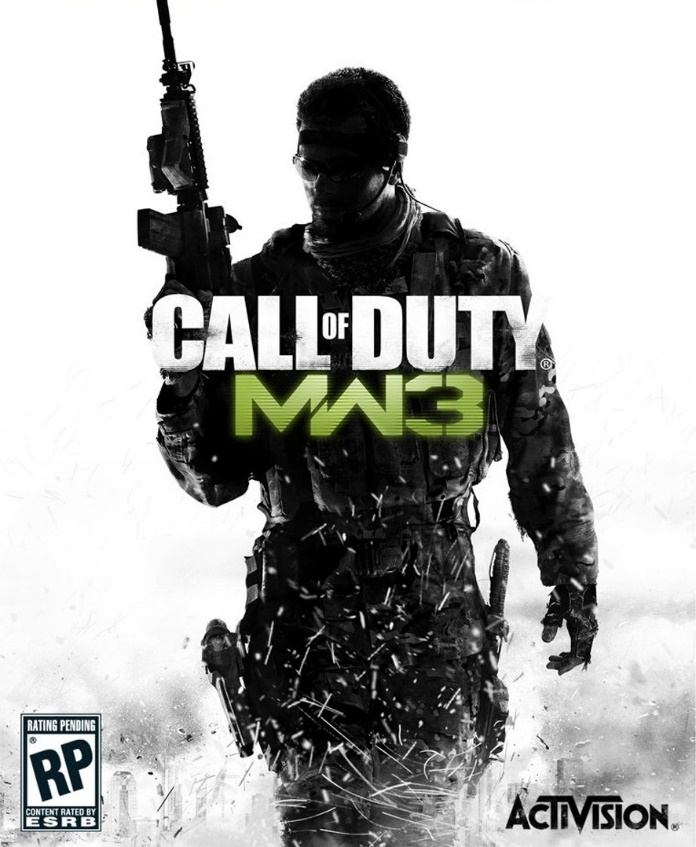 CALL OF DUTY®
MW3
RATING PENDING
®
RP
CONTENT RATED BY
ESRB
ACTIVISION®